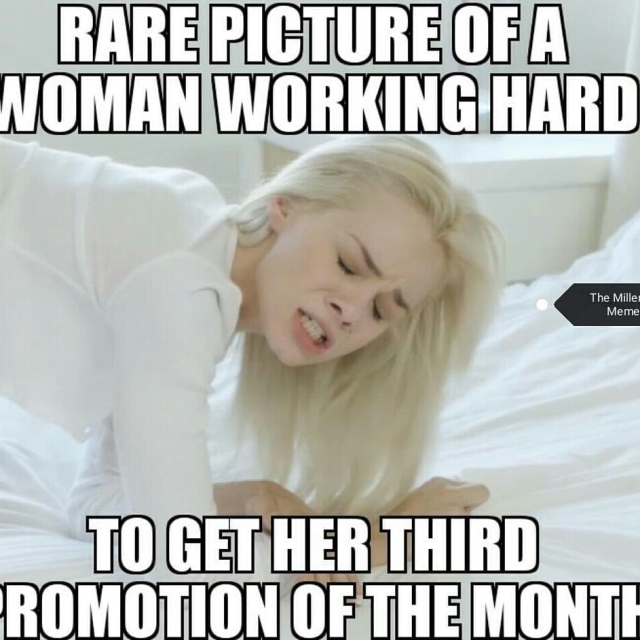 RARE PICTURE OF A
WOMAN WORKING HARD
The Miller
Meme
TO GET HER THIRD
PROMOTION OF THE MONTH